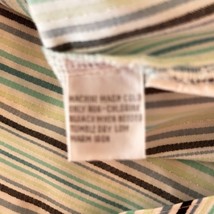 MACHINE WASH COLD
ONLY NON-CHLORINE
BLEACH WHEN NEEDED
TUMBLE DRY LOW
WARM IRON